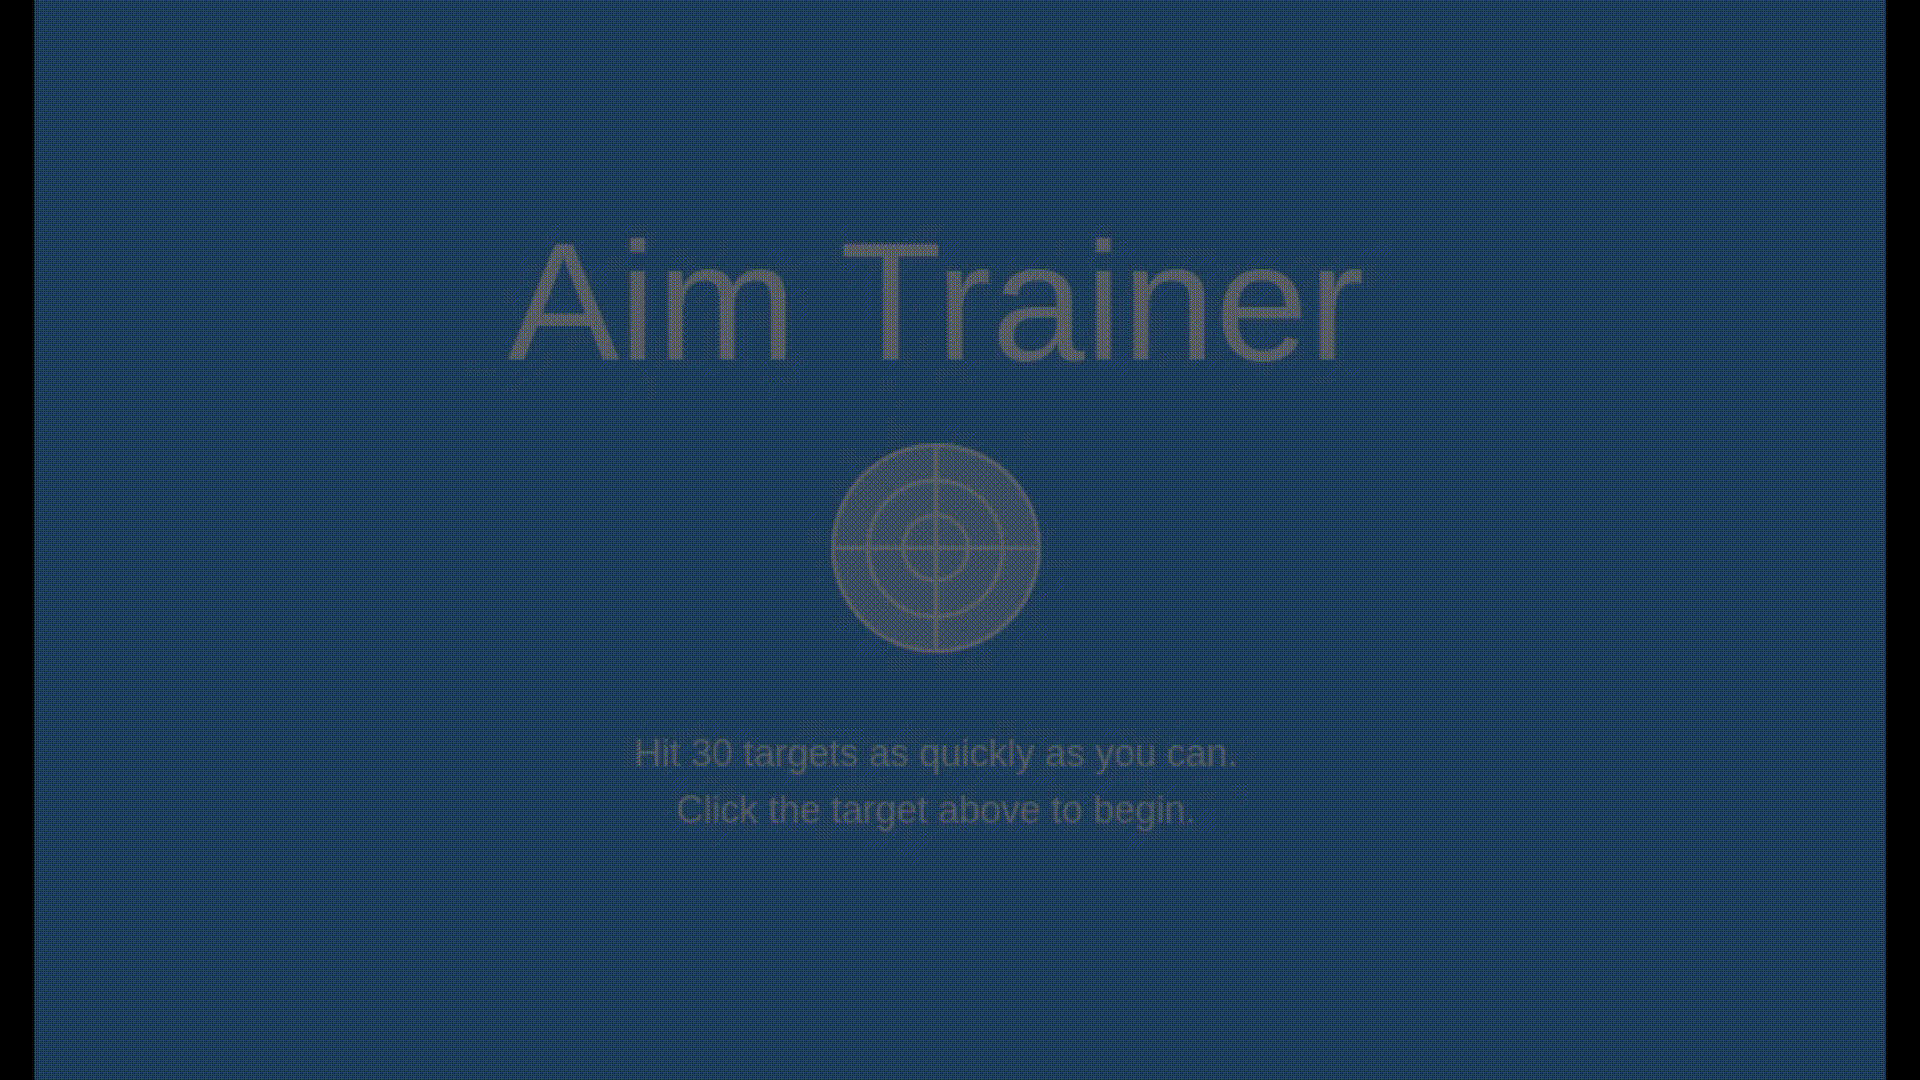 Aim Trainer
Hit 30 targets as quickly as you can.
Click the target above to begin.